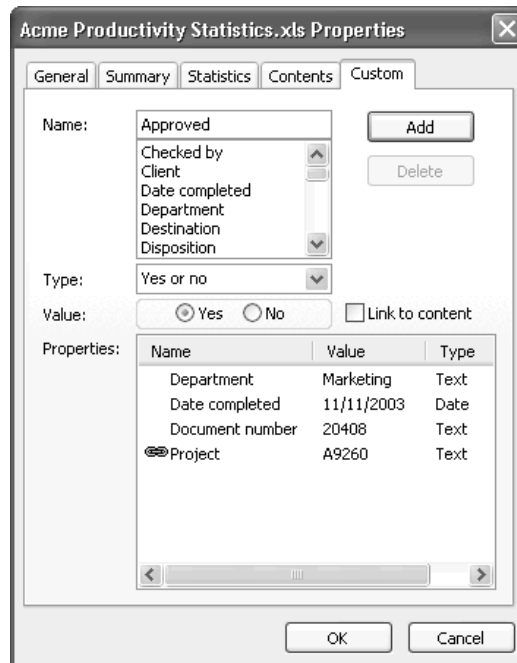 Acme Productivity Statistics.xls Properties
General Summary Statistics Contents Custom
Name: Approved Add
Checked by
Client
Date completed
Department
Destination
Disposition
Delete
Type: Yes or no
Value: Yes No Link to content
Properties: Name Value Type
Department Marketing Text
Date completed 11/11/2003 Date
Document number 20408 Text
Project A9260 Text
OK Cancel